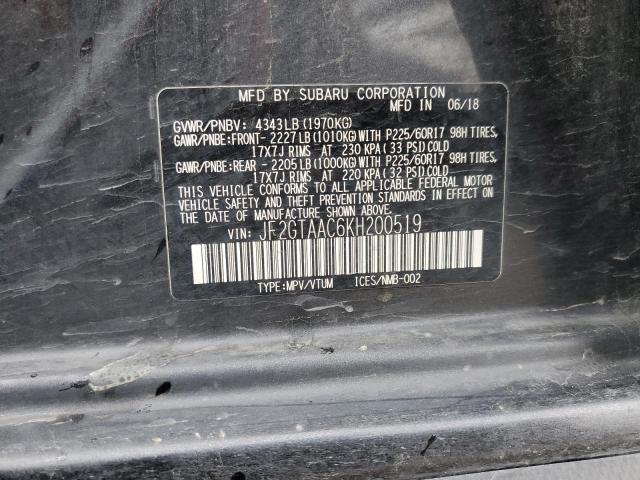 MFD BY SUBARU CORPORATION
MFD IN 06/18
GVWR/PNBV: 4343LB(1970KG)
GAWR/PNBE:FRONT-2227LB(1010KG)WITH P225/60R17 98H TIRES,
17X7J RIMS AT 230 KPA(33 PSI)COLD
GAWR/PNBE:REAR-2205LB(1000KG)WITH P225/60R17 98H TIRES,
17X7J RIMS AT 220 KPA(32 PSI)COLD
THIS VEHICLE CONFORMS TO ALL APPLICABLE FEDERAL MOTOR
VEHICLE SAFETY AND THEFT PREVENTION STANDARDS IN EFFECT ON
THE DATE OF MANUFACTURE SHOWN ABOVE.
VIN: JF2GTAAC6KH200519
TYPE:MPV/VTUM ICES/NMB-002